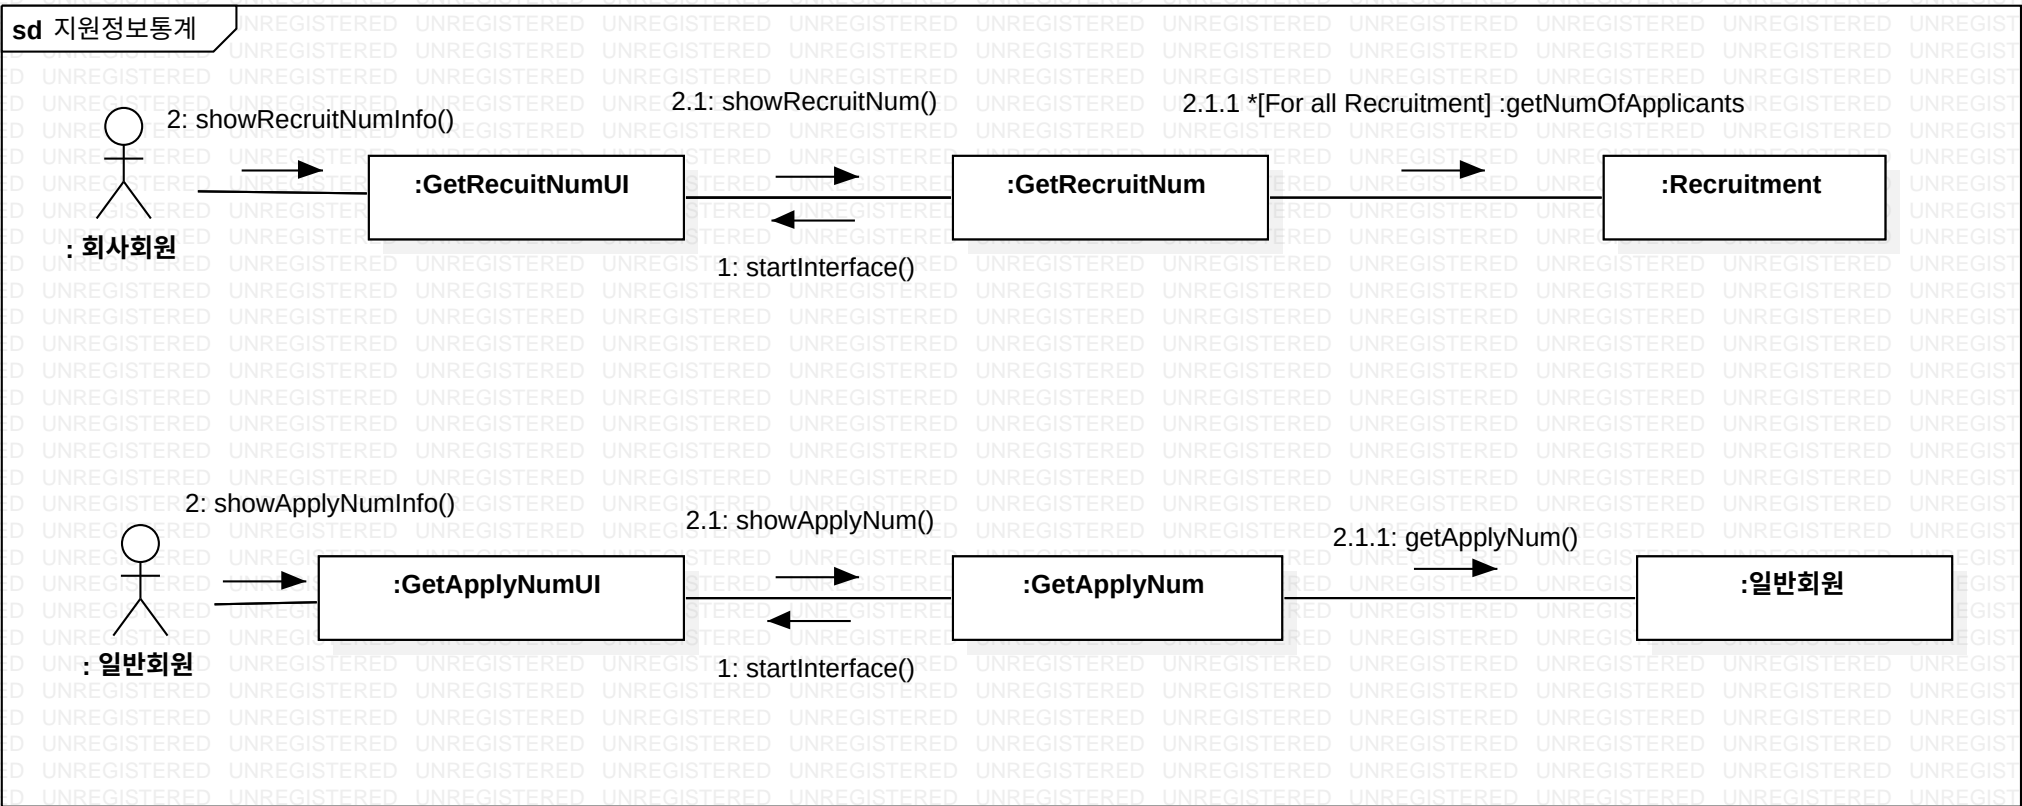 sd 지원정보통계
2: showRecruitNumInfo()
2.1: showRecruitNum()
2.1.1 *[For all Recruitment] :getNumOfApplicants
:GetRecuitNumUI
:GetRecruitNum
:Recruitment
: 회사회원
1: startInterface()
2: showApplyNumInfo()
2.1: showApplyNum()
2.1.1: getApplyNum()
:GetApplyNumUI
:GetApplyNum
:일반회원
: 일반회원
1: startInterface()
UNREGISTERED